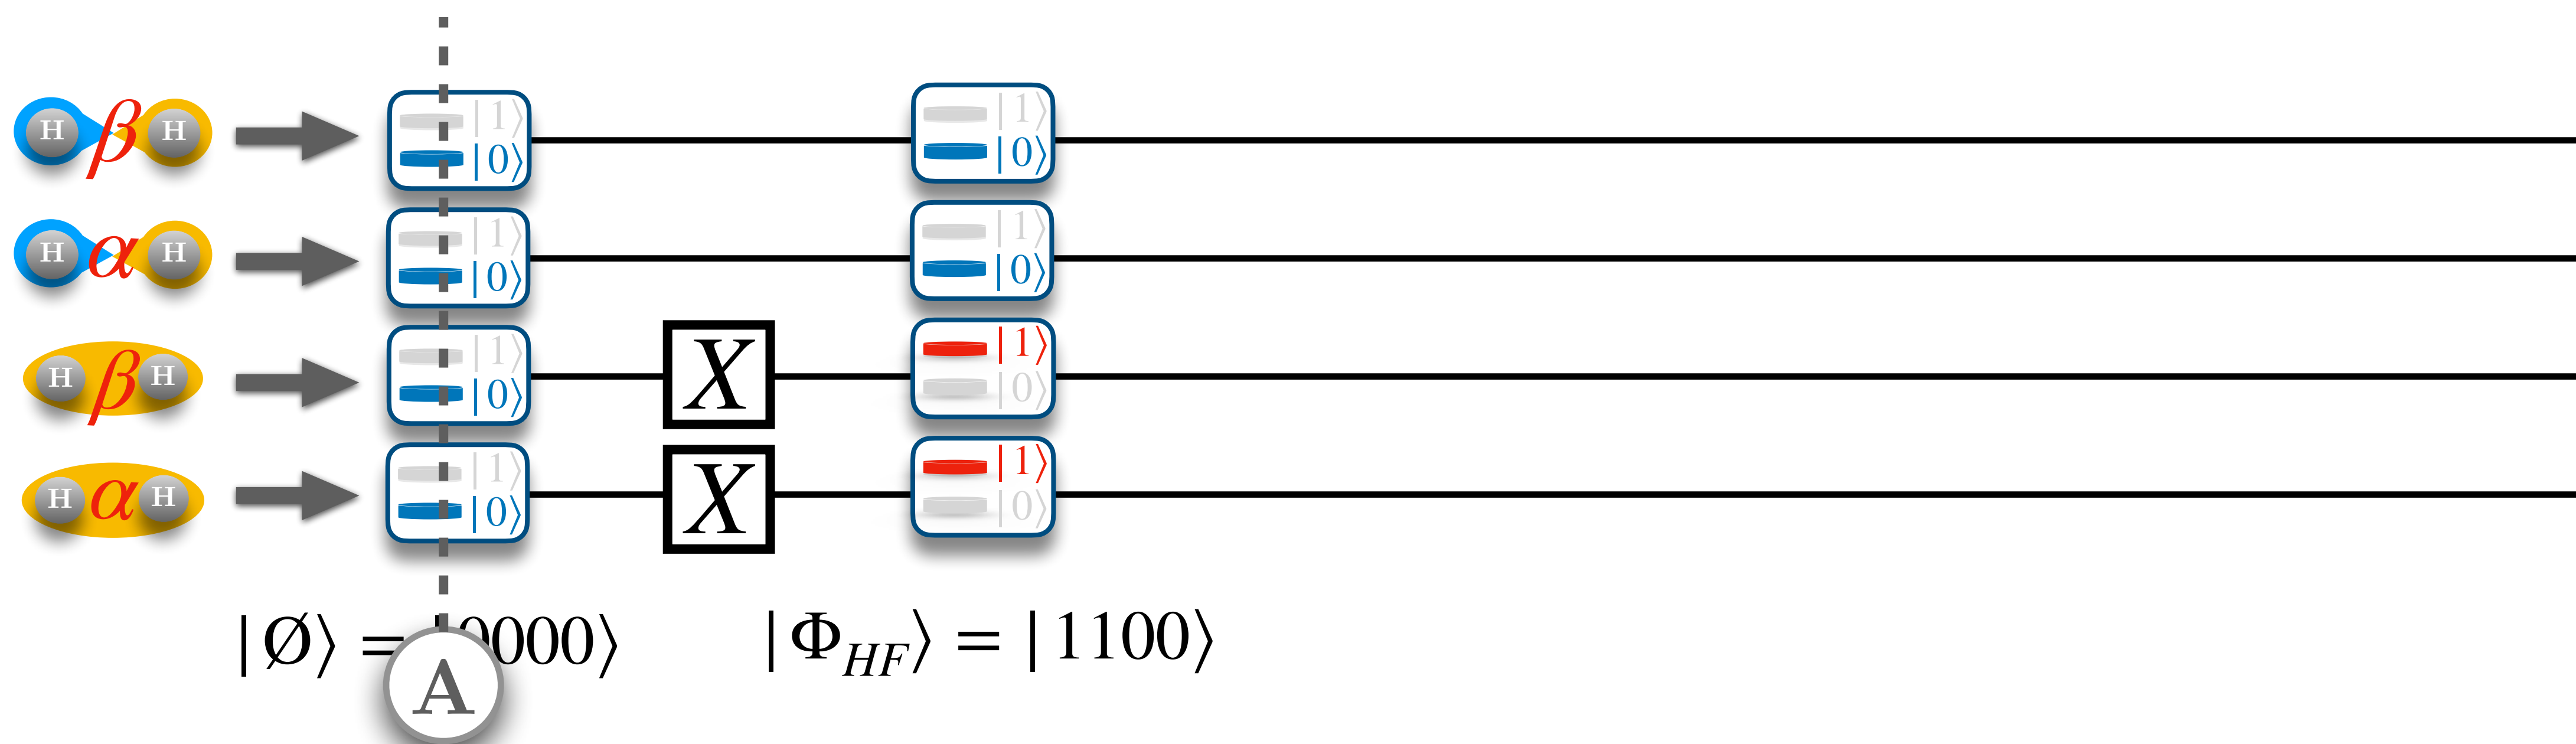 H β H |1⟩ |1⟩
|0⟩ |0⟩
H α H |1⟩ |1⟩
|0⟩ |0⟩
H β H |1⟩ X |1⟩
|0⟩ |0⟩
H α H |1⟩ X |1⟩
|0⟩ |0⟩
|Ø⟩ = |0000⟩ |Φ_HF⟩ = |1100⟩
A